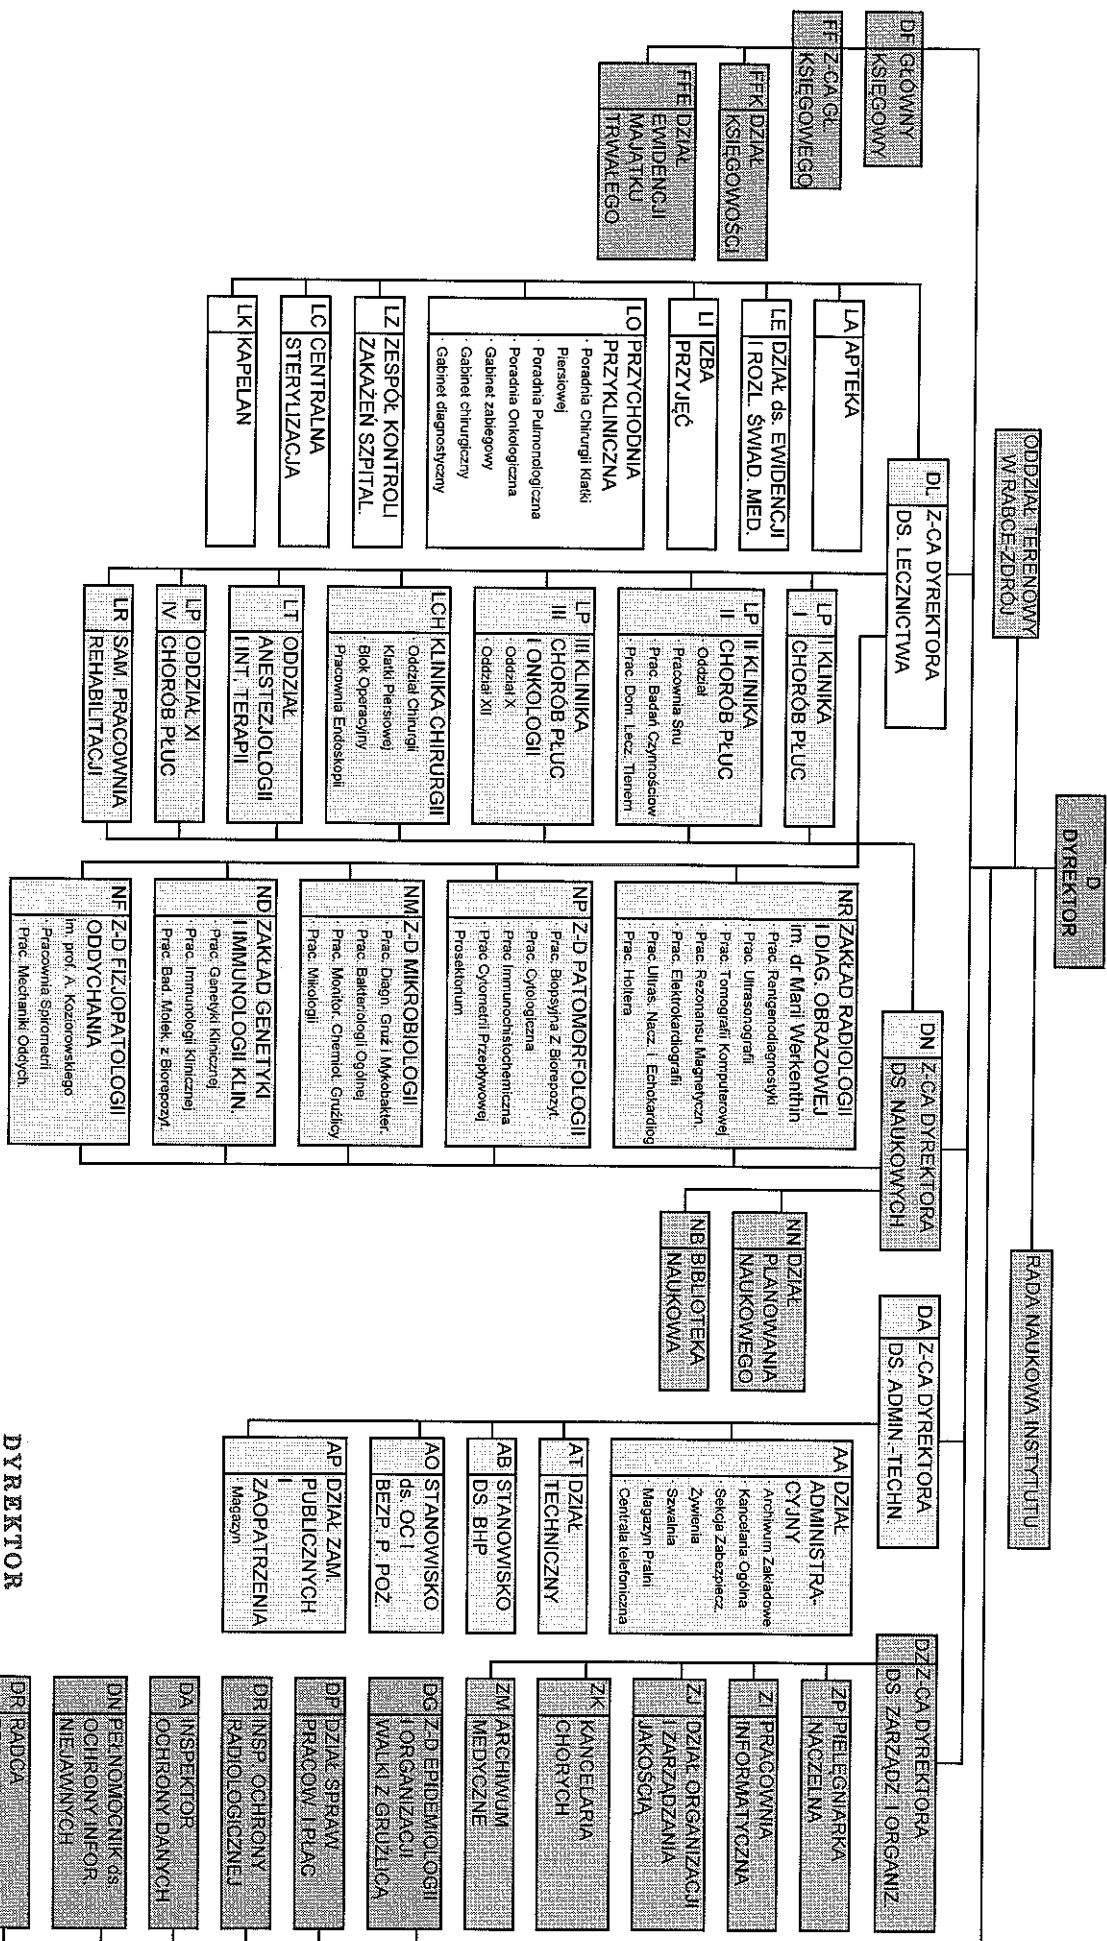 D
DYREKTOR
ODDZIAŁ TERENOWY
W RABCE-ZDRÓJ
RADA NAUKOWA INSTYTUTU
DF GŁÓWNY
KSIĘGOWY
FF Z-CA GŁ.
KSIĘGOWEGO
FFK DZIAŁ
KSIĘGOWOŚCI
FFE DZIAŁ
EWIDENCJI
MAJĄTKU
TRWAŁEGO
DL Z-CA DYREKTORA
DS. LECZNICTWA
LA APTEKA
LE DZIAŁ ds. EWIDENCJI
I ROZL. ŚWIAD. MED.
LI IZBA
PRZYJĘĆ
LO PRZYCHODNIA
PRZYKLINICZNA
· Poradnia Chirurgii Klatki
Piersiowej
· Poradnia Pulmonologiczna
· Poradnia Onkologiczna
· Gabinet zabiegowy
· Gabinet chirurgiczny
· Gabinet diagnostyczny
LZ ZESPÓŁ KONTROLI
ZAKAŻEŃ SZPITAL.
LC CENTRALNA
STERYLIZACJA
LK KAPELAN
LP I KLINIKA
I CHORÓB PŁUC
LP II KLINIKA
II CHORÓB PŁUC
· Oddział
· Pracownia Snu
· Prac. Badań Czynnościow
· Prac. Dom. Lecz. Tlenem
LP III KLINIKA
III CHORÓB PŁUC
I ONKOLOGII
· Oddział X
· Oddział XII
LCH KLINIKA CHIRURGII
· Oddział Chirurgii
Klatki Piersiowej
· Blok Operacyjny
· Pracownia Endoskopii
LT ODDZIAŁ
ANESTEZJOLOGII
I INT. TERAPII
LP ODDZIAŁ XI
IV CHORÓB PŁUC
LR SAM. PRACOWNIA
REHABILITACJI
DN Z-CA DYREKTORA
DS. NAUKOWYCH
NR ZAKŁAD RADIOLOGII
I DIAG. OBRAZOWEJ
im. dr Marii Werkenthin
· Prac. Rentgenodiagnostyki
· Prac. Ultrasonografii
· Prac. Tomografii Komputerowej
· Prac. Rezonansu Magnetyczn.
· Prac. Elektrokardiografii
· Prac. Ultras. Nacz. i Echokardiog
· Prac. Holtera
NP Z-D PATOMORFOLOGII
· Prac. Biopsyjna Z Biorepozyt.
· Prac. Cytologiczna
· Prac Immunochistochemiczna
· Prac Cytometrii Przepływowej
· Prosektorium
NM Z-D MIKROBIOLOGII
· Prac. Diagn. Gruź i Mykobakter.
· Prac. Bakteriologii Ogólnej
· Prac. Monitor. Chemiot. Gruźlicy
· Prac. Mikologii
ND ZAKŁAD GENETYKI
I IMMUNOLOGII KLIN.
· Prac. Genetyki Klinicznej
· Prac. Immunologii Klinicznej
· Prac. Bad. Molek. z Biorepozyt.
NF Z-D FIZJOPATOLOGII
ODDYCHANIA
im. prof. A. Koziorowskiego
· Pracownia Spirometrii
· Prac. Mechaniki Oddych.
NN DZIAŁ
PLANOWANIA
NAUKOWEGO
NB BIBLIOTEKA
NAUKOWA
DA Z-CA DYREKTORA
DS. ADMIN.-TECHN.
AA DZIAŁ
ADMINISTRA-
CYJNY
· Archiwum Zakładowe
· Kancelaria Ogólna
· Sekcja Zabezpiecz.
Żywienia
· Szwalnia
· Magazyn Pralni
· Centrala telefoniczna
AT DZIAŁ
TECHNICZNY
AB STANOWISKO
DS. BHP
AO STANOWISKO
ds. OC I
BEZP. P. POŻ.
AP DZIAŁ ZAM.
PUBLICZNYCH
I
ZAOPATRZENIA
· Magazyn
DZ Z-CA DYREKTORA
DS. ZARZĄDZ. I ORGANIZ.
ZP PIELĘGNIARKA
NACZELNA
ZI PRACOWNIA
INFORMATYCZNA
ZJ DZIAŁ ORGANIZACJI
I ZARZĄDZANIA
JAKOŚCIĄ
ZK KANCELARIA
CHORYCH
ZM ARCHIWUM
MEDYCZNE
DG Z-D EPIDEMIOLOGII
I ORGANIZACJI
WALKI Z GRUŹLICĄ
DP DZIAŁ SPRAW
PRACOW. I PŁAC
DR INSP. OCHRONY
RADIOLOGICZNEJ
DA INSPEKTOR
OCHRONY DANYCH
DN PEŁNOMOCNIK ds.
OCHRONY INFOR.
NIEJAWNYCH
DR RADCA
DYREKTOR